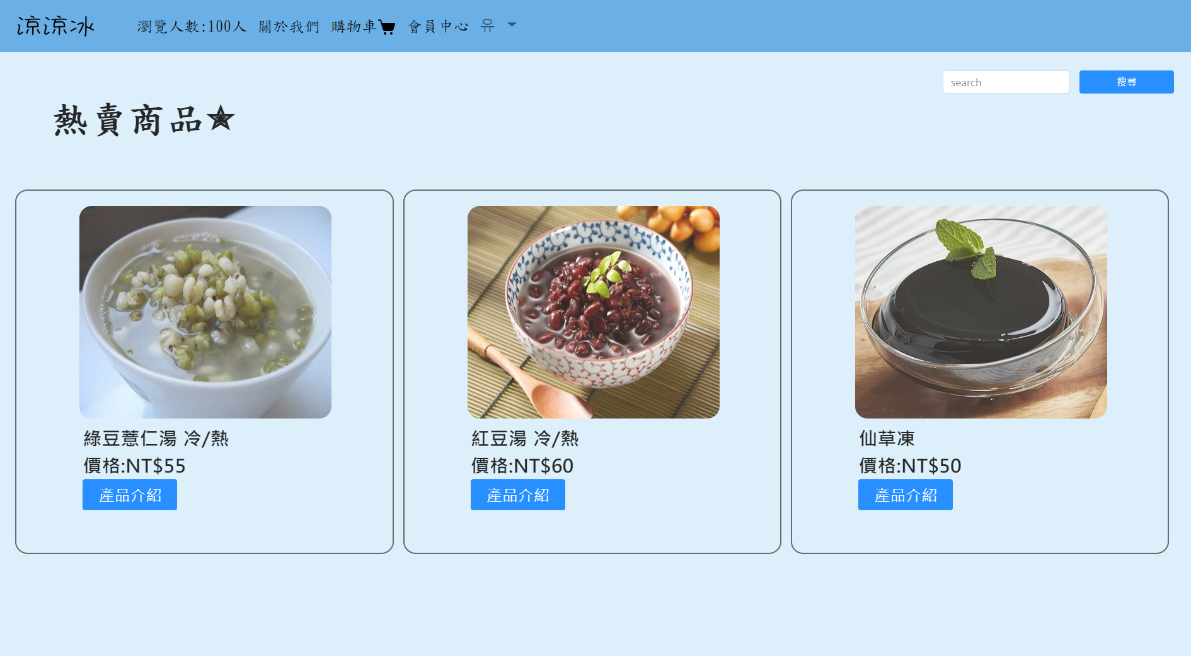 凉凉冰 瀏覽人數:100人 關於我們 購物車 會員中心 유
search 搜尋
熱賣商品★
綠豆薏仁湯 冷/熱
價格:NT$55
產品介紹
紅豆湯 冷/熱
價格:NT$60
產品介紹
仙草凍
價格:NT$50
產品介紹